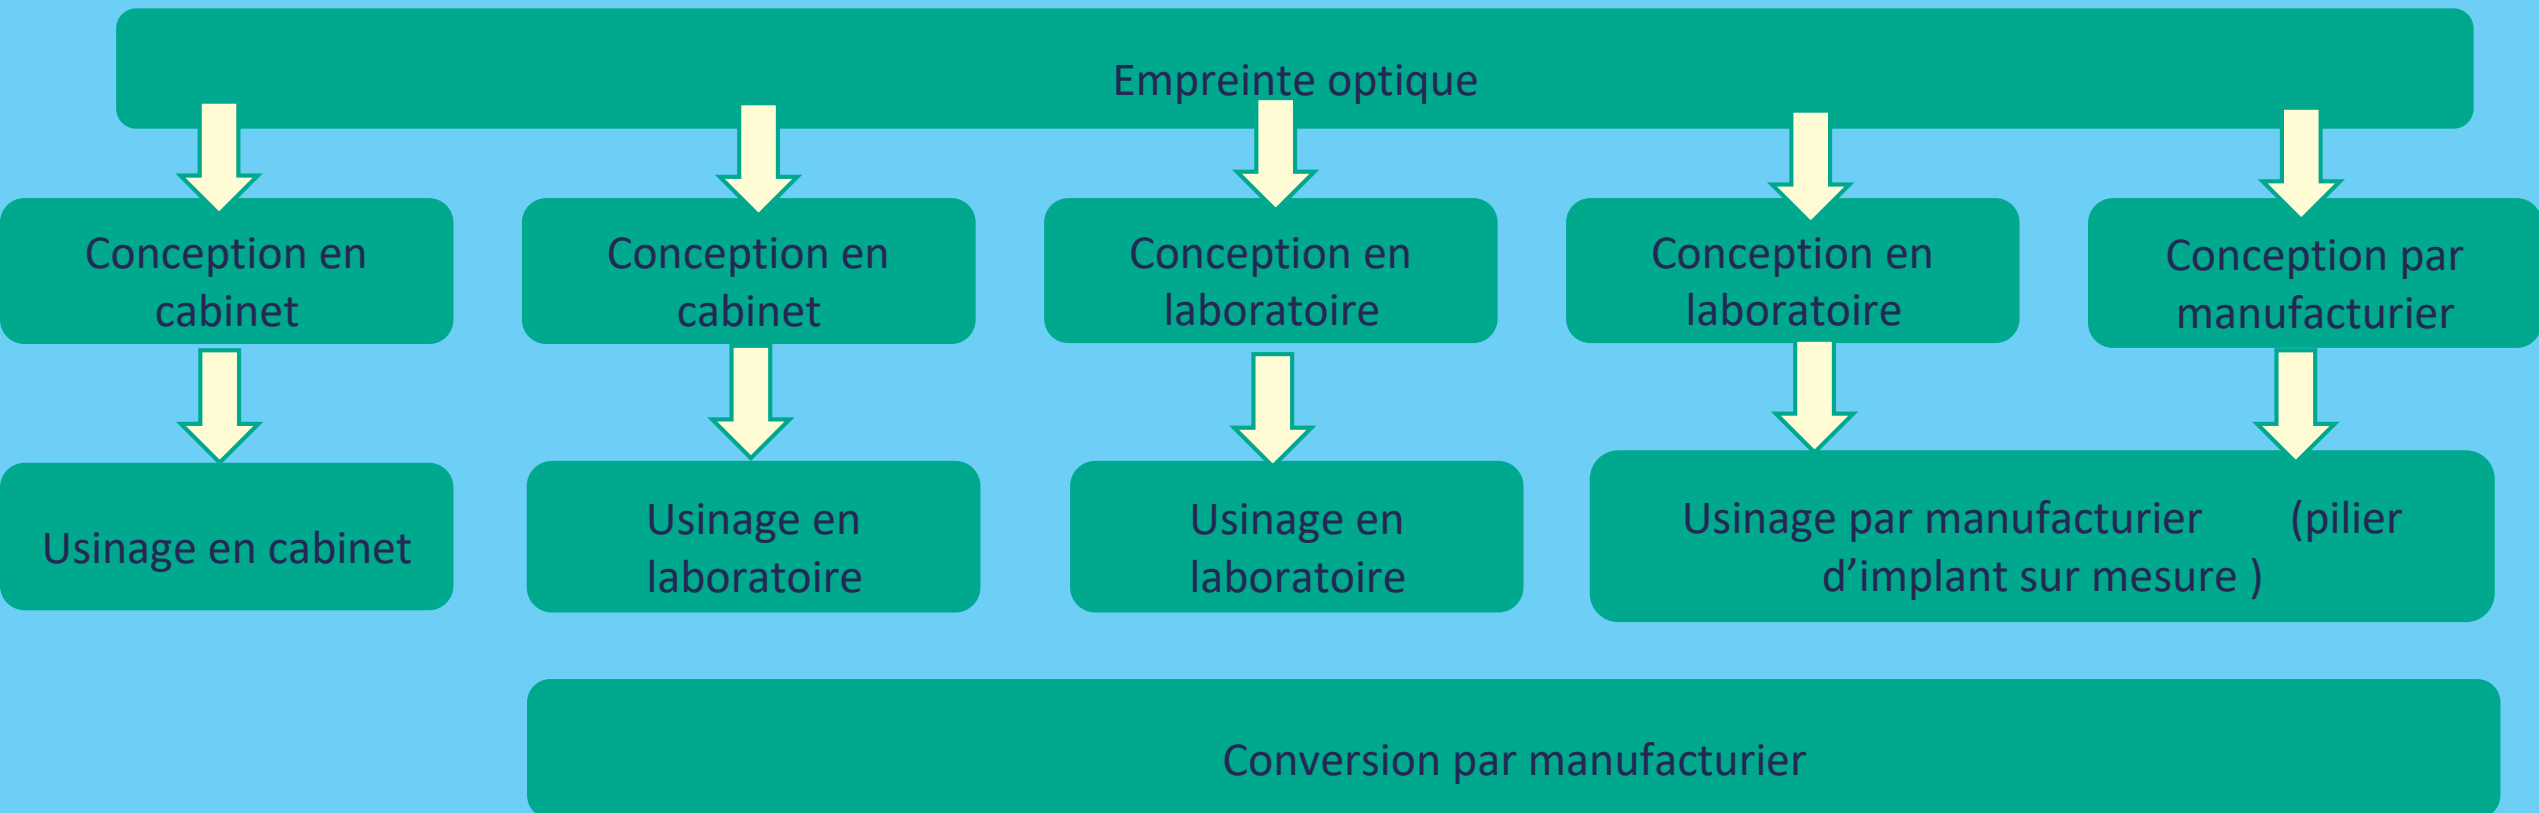 Empreinte optique
Conception en
cabinet
Conception en
cabinet
Conception en
laboratoire
Conception en
laboratoire
Conception par
manufacturier
Usinage en cabinet
Usinage en
laboratoire
Usinage en
laboratoire
Usinage par manufacturier (pilier
d’implant sur mesure )
Conversion par manufacturier